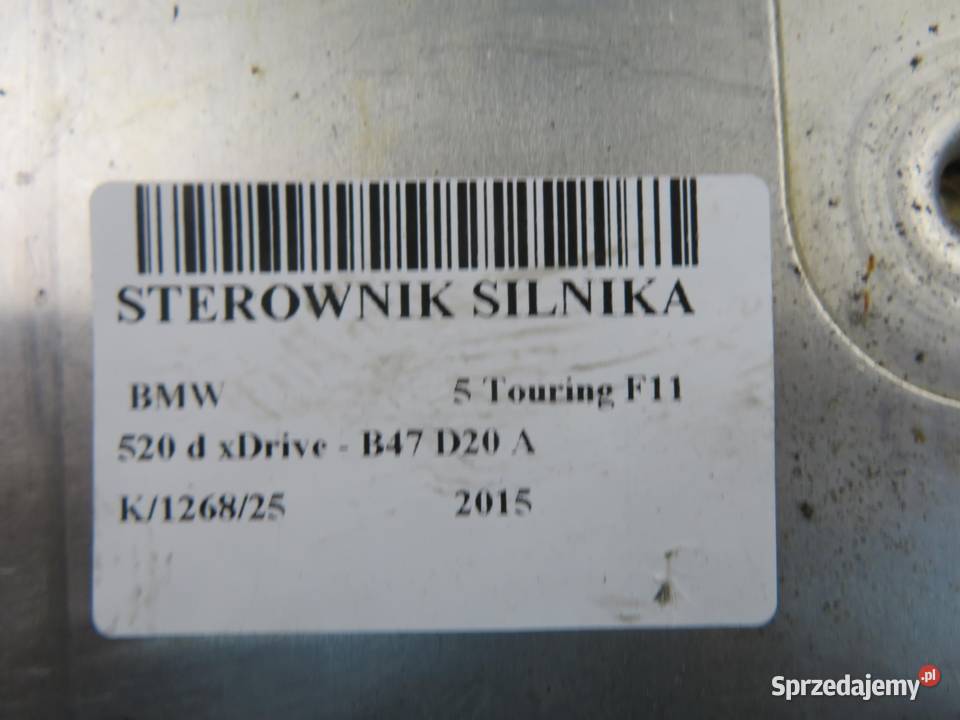 STEROWNIK SILNIKA
BMW 5 Touring F11
520 d xDrive - B47 D20 A
K/1268/25 2015
Sprzedajemy.pl